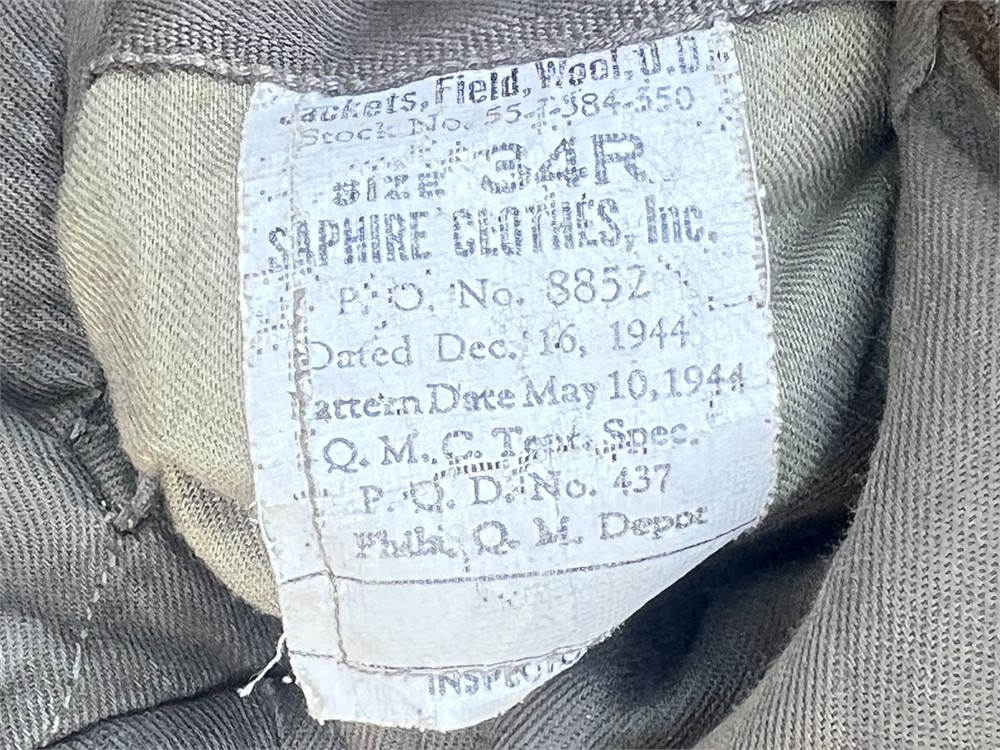 Jackets, Field, Wool, O.D.
Stock No. 55-J-384-550
Size 34R
SAPHIRE CLOTHES, Inc.
P. O. No. 8852
Dated Dec. 16, 1944
Pattern Date May 10, 1944
Q. M. C. Tent. Spec.
P. Q. D. No. 437
Phila. Q. M. Depot